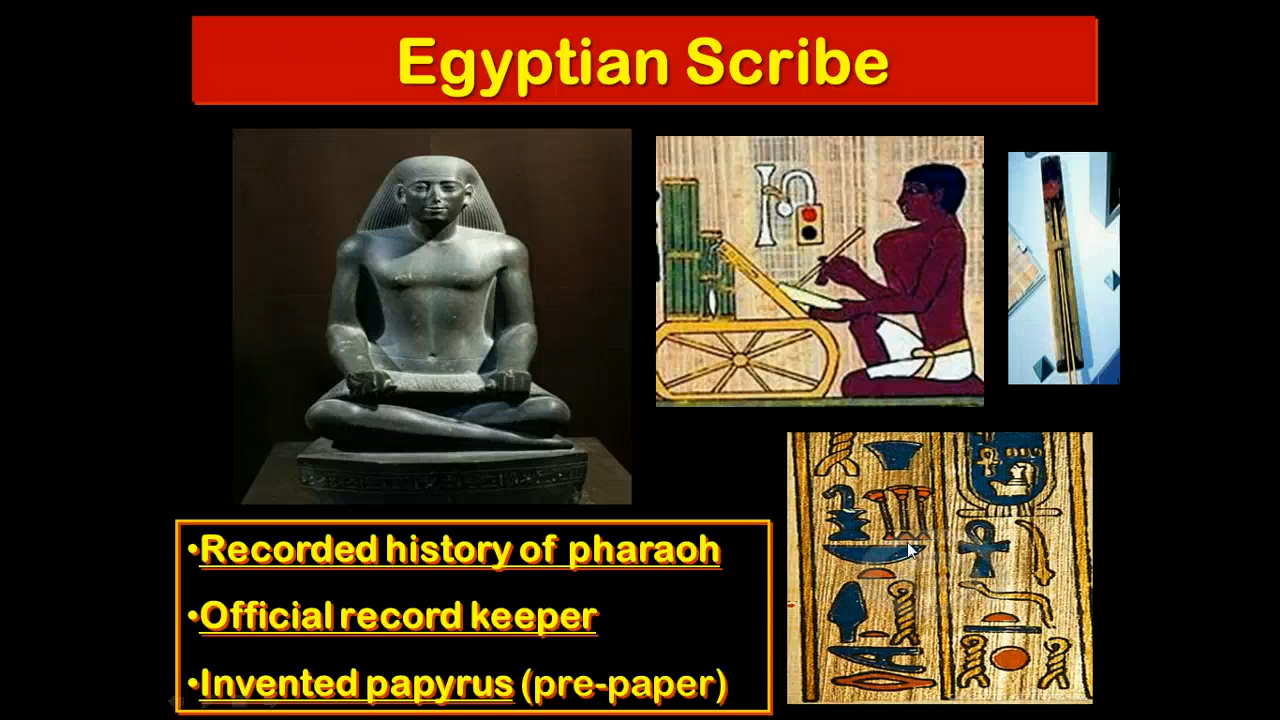 Egyptian Scribe
•Recorded history of pharaoh
•Official record keeper
•Invented papyrus (pre-paper)